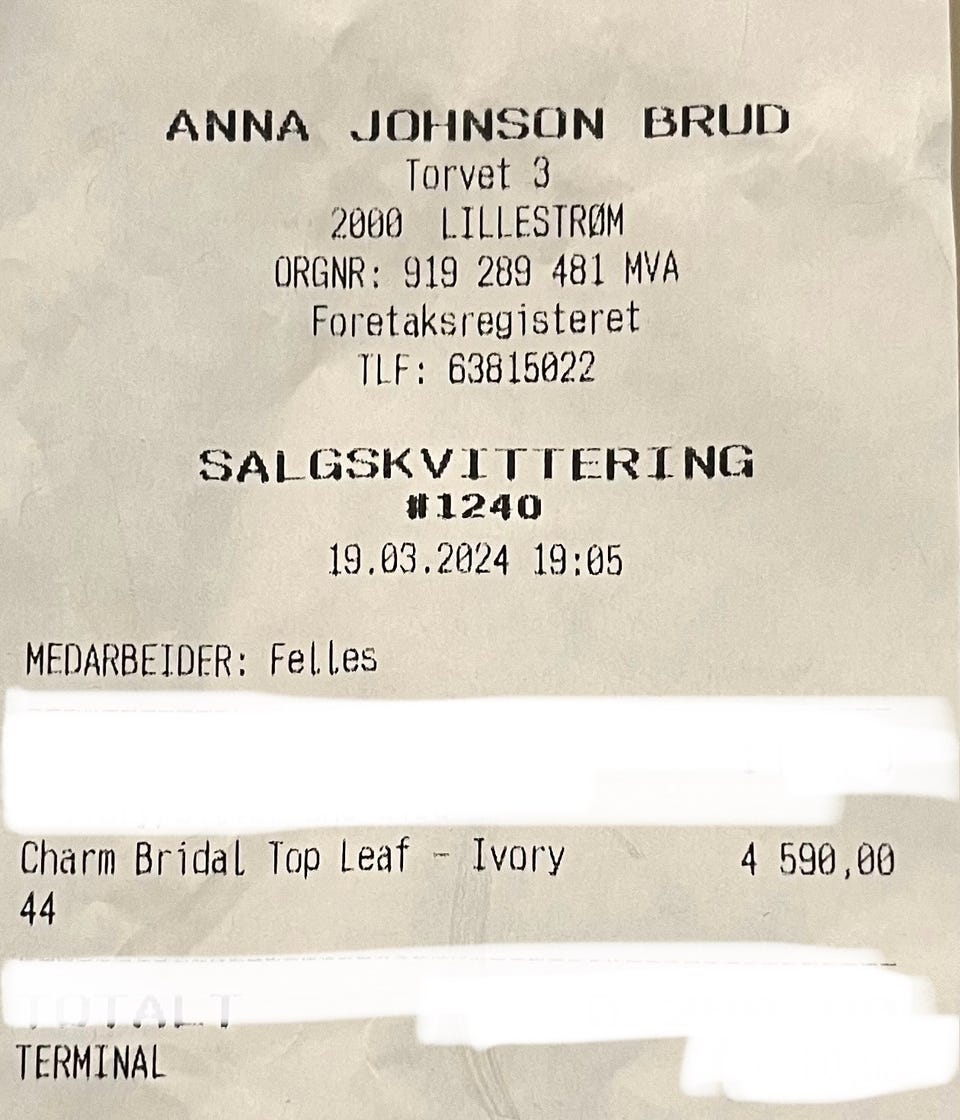 ANNA JOHNSON BRUD
Torvet 3
2000 LILLESTRØM
ORGNR: 919 289 481 MVA
Foretaksregisteret
TLF: 63815022
SALGSKVITTERING
#1240
19.03.2024 19:05
MEDARBEIDER: Felles
Charm Bridal Top Leaf - Ivory 4 590,00
44
TOTALT
TERMINAL